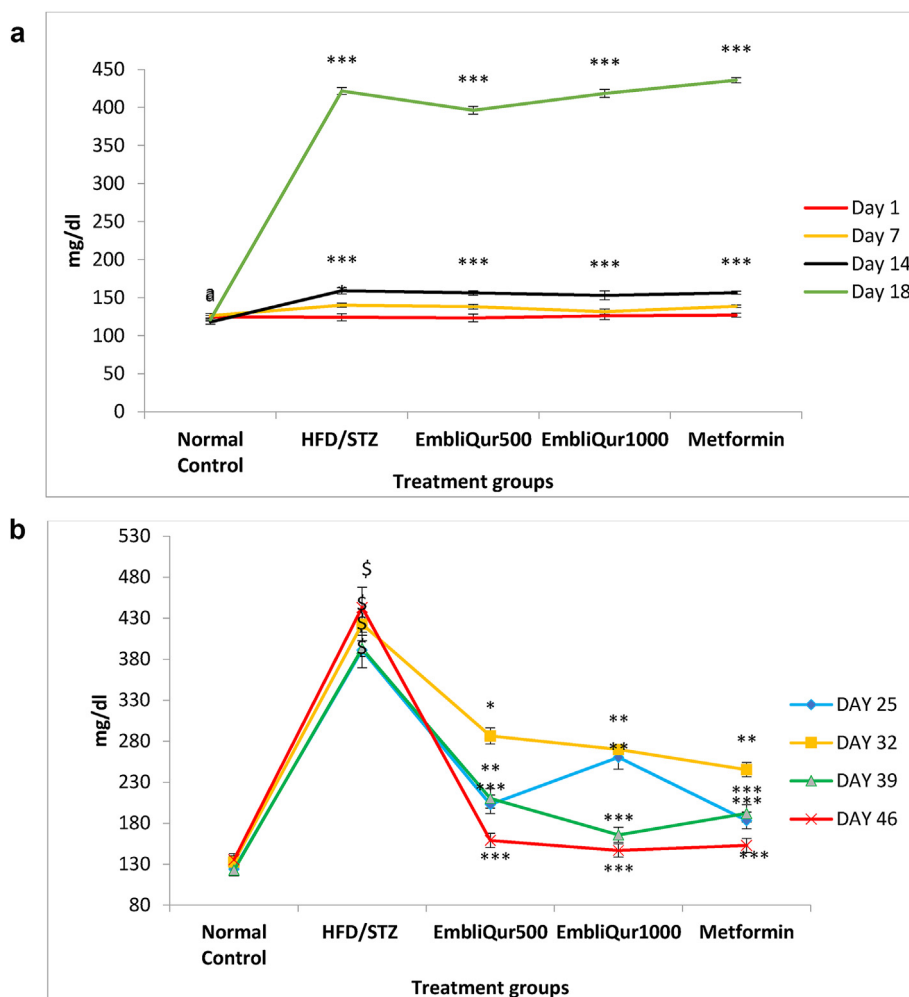 a
***
***
***
***
450
400
350
300
250
200
150
100
50
0
mg/dl
***
***
***
***
a
a
*
Day 1
Day 7
Day 14
Day 18
Normal Control
HFD/STZ
EmbliQur500
EmbliQur1000
Metformin
Treatment groups
b
530
480
430
380
330
280
230
180
130
80
mg/dl
$
$
$
$
*
**
**
**
**
***
***
***
***
***
***
***
DAY 25
DAY 32
DAY 39
DAY 46
Normal Control
HFD/STZ
EmbliQur500
EmbliQur1000
Metformin
Treatment groups